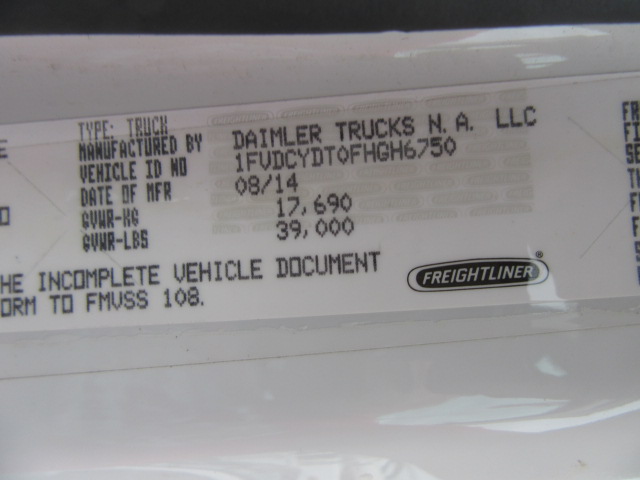 TYPE: TRUCK
MANUFACTURED BY DAIMLER TRUCKS N.A. LLC
VEHICLE ID NO 1FVDCYDT0FHGH6750
DATE OF MFR 08/14
GVWR-KG 17,690
GVWR-LBS 39,000
HE INCOMPLETE VEHICLE DOCUMENT
ORM TO FMVSS 108.
FREIGHTLINER®